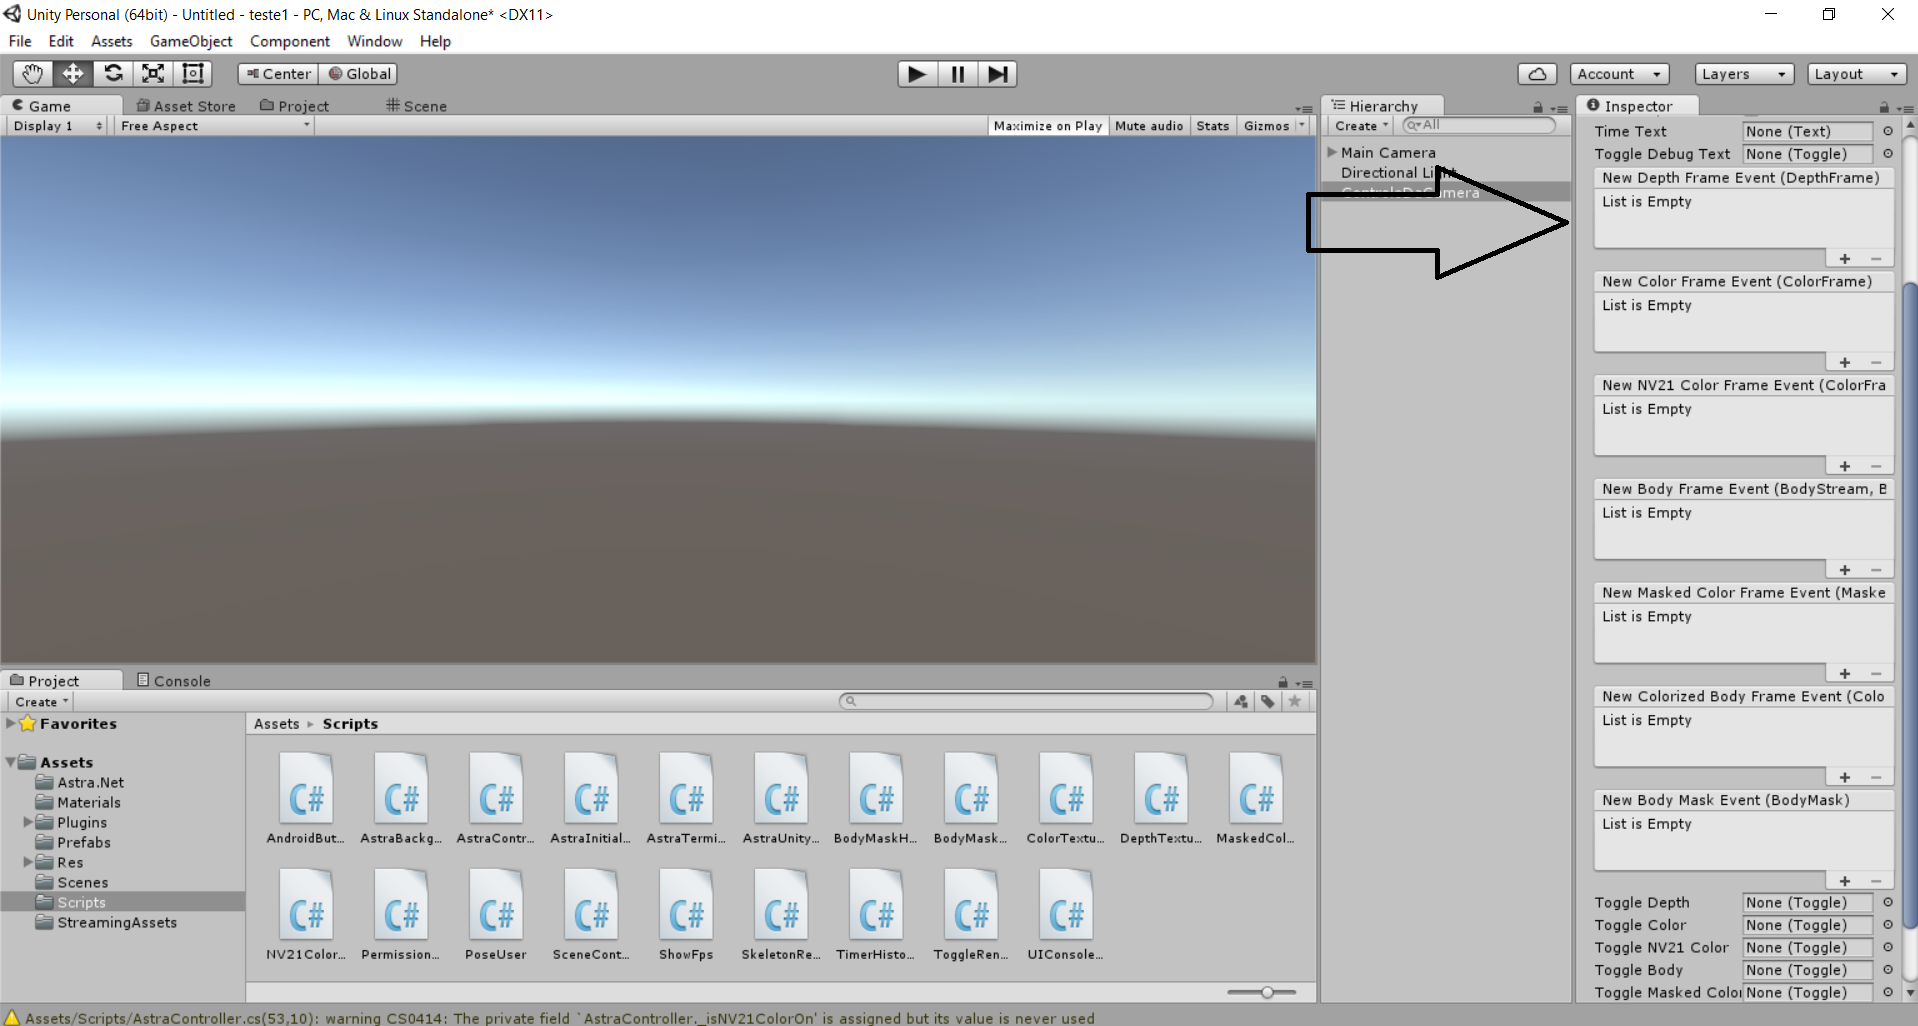 Unity Personal (64bit) - Untitled - teste1 - PC, Mac & Linux Standalone* <DX11>
File Edit Assets GameObject Component Window Help
Center Global Account Layers Layout
Game Asset Store Project Scene
Display 1 Free Aspect Maximize on Play Mute audio Stats Gizmos
Hierarchy
Create All
Main Camera
Directional Light
ControleDaCamera
Inspector
Time Text None (Text)
Toggle Debug Text None (Toggle)
New Depth Frame Event (DepthFrame)
List is Empty
+ −
New Color Frame Event (ColorFrame)
List is Empty
+ −
New NV21 Color Frame Event (ColorFra
List is Empty
+ −
New Body Frame Event (BodyStream, B
List is Empty
+ −
New Masked Color Frame Event (Maske
List is Empty
+ −
New Colorized Body Frame Event (Colo
List is Empty
+ −
New Body Mask Event (BodyMask)
List is Empty
+ −
Toggle Depth None (Toggle)
Toggle Color None (Toggle)
Toggle NV21 Color None (Toggle)
Toggle Body None (Toggle)
Toggle Masked Color None (Toggle)
Project Console
Create
Favorites
Assets
Astra.Net
Materials
Plugins
Prefabs
Res
Scenes
Scripts
StreamingAssets
Assets ▸ Scripts
C# C# C# C# C# C# C# C# C# C# C#
AndroidBut... AstraBackg... AstraContr... AstraInitial... AstraTermi... AstraUnity... BodyMaskH... BodyMask... ColorTextu... DepthTextu... MaskedCol...
C# C# C# C# C# C# C# C# C#
NV21Color... Permission... PoseUser SceneCont... ShowFps SkeletonRe... TimerHisto... ToggleRen... UIConsole...
Assets/Scripts/AstraController.cs(53,10): warning CS0414: The private field `AstraController._isNV21ColorOn' is assigned but its value is never used